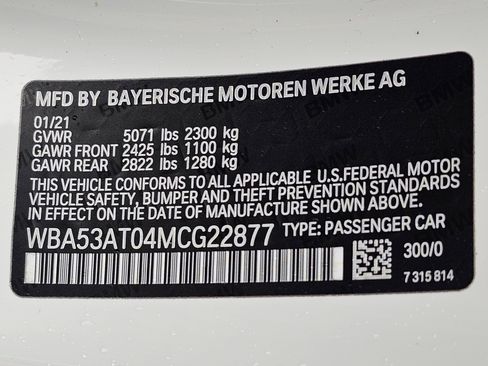 MFD BY BAYERISCHE MOTOREN WERKE AG
01/21
GVWR 5071 lbs 2300 kg
GAWR FRONT 2425 lbs 1100 kg
GAWR REAR 2822 lbs 1280 kg
THIS VEHICLE CONFORMS TO ALL APPLICABLE U.S.FEDERAL MOTOR
VEHICLE SAFETY, BUMPER AND THEFT PREVENTION STANDARDS
IN EFFECT ON THE DATE OF MANUFACTURE SHOWN ABOVE.
WBA53AT04MCG22877 TYPE: PASSENGER CAR
300/0
7 315 814